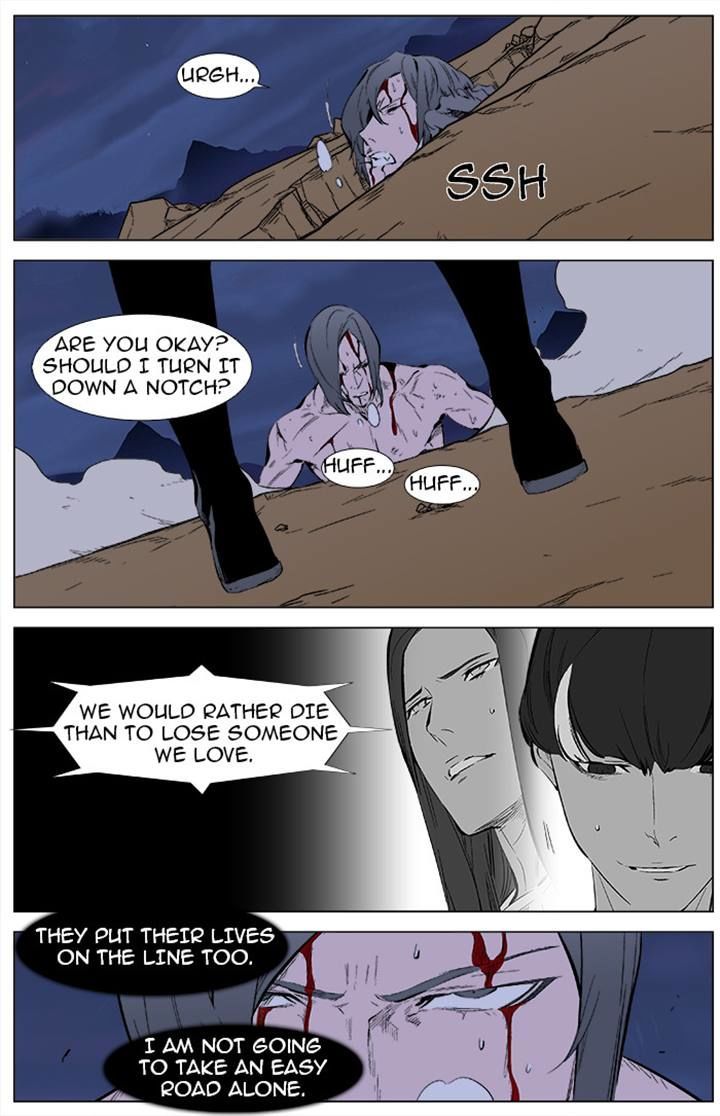 URGH...
SSH
ARE YOU OKAY?
SHOULD I TURN IT
DOWN A NOTCH?
HUFF...
HUFF...
WE WOULD RATHER DIE
THAN TO LOSE SOMEONE
WE LOVE.
THEY PUT THEIR LIVES
ON THE LINE TOO.
I AM NOT GOING
TO TAKE AN EASY
ROAD ALONE.